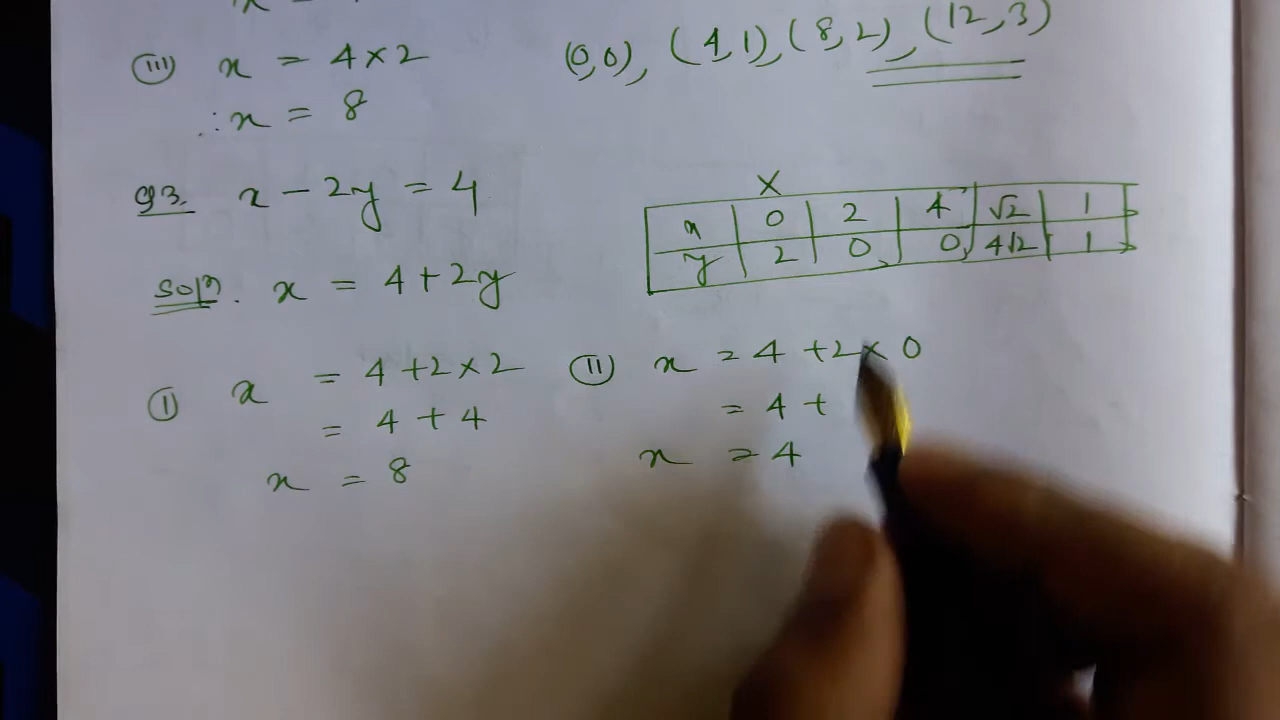 (III) x = 4×2
∴ x = 8
(0,0), (4,1), (8,2), (12,3)
Q3. x - 2y = 4
Soln. x = 4+2y
X
x | 0 | 2 | 4 | √2 | 1
y | 2 | 0 | 0 | 4√2 | 1
(I) x = 4+2×2
= 4+4
x = 8
(II) x = 4+2×0
= 4+
x = 4